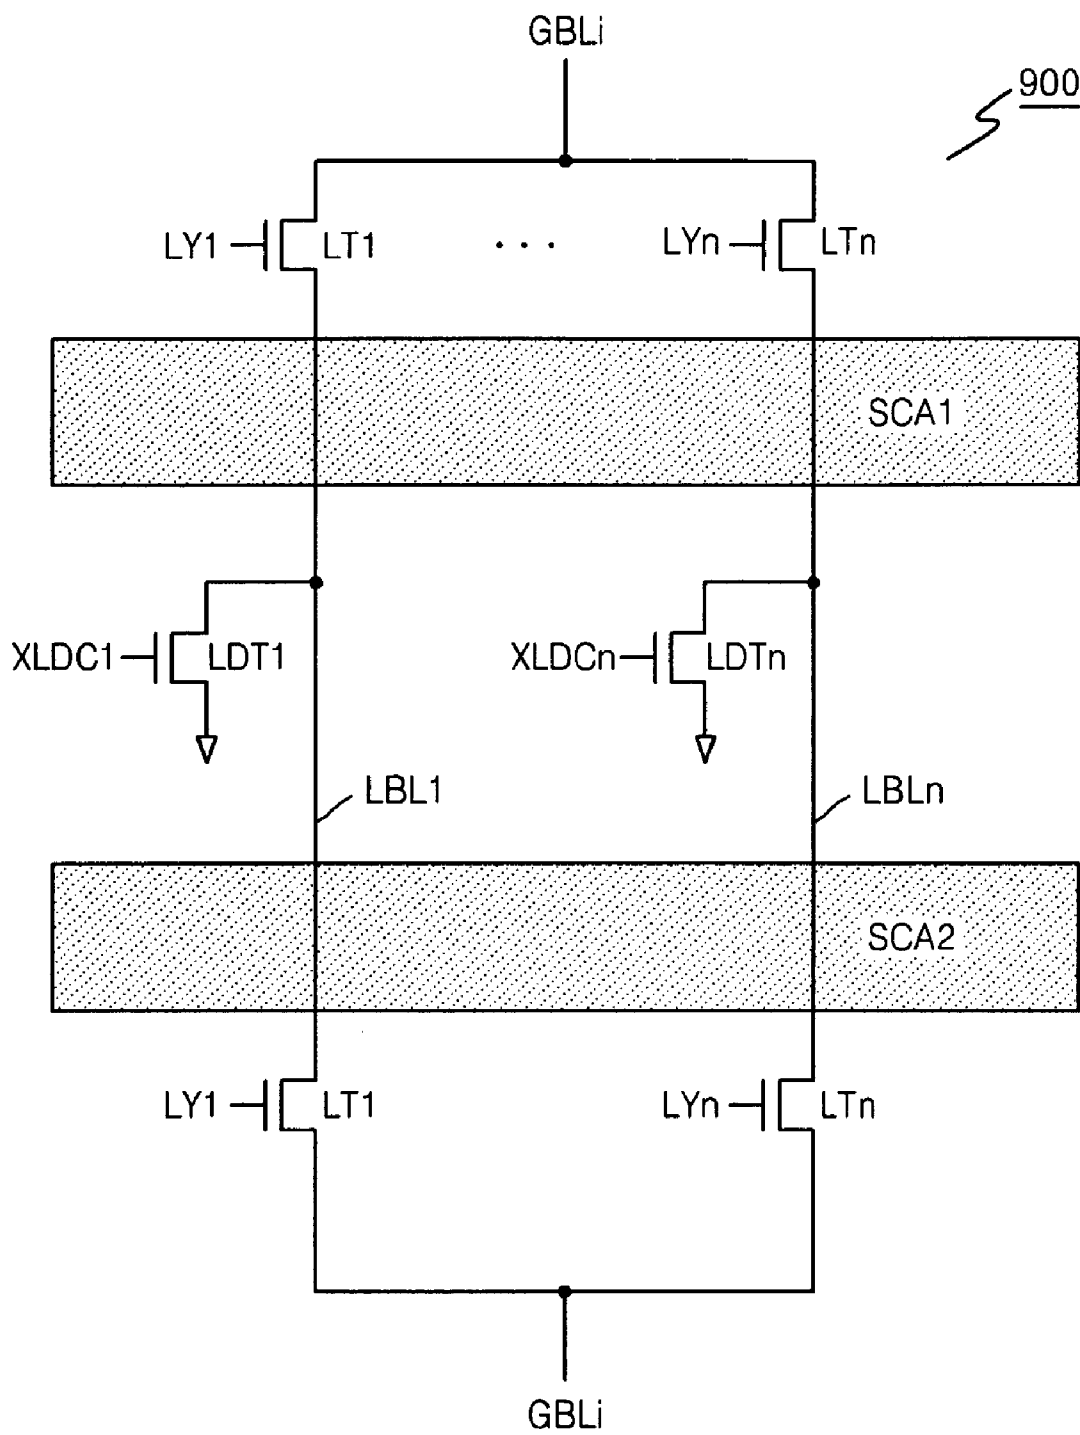 GBLi
900
LY1 LT1 ... LYn LTn
SCA1
XLDC1 LDT1 XLDCn LDTn
LBL1 LBLn
SCA2
LY1 LT1 LYn LTn
GBLi